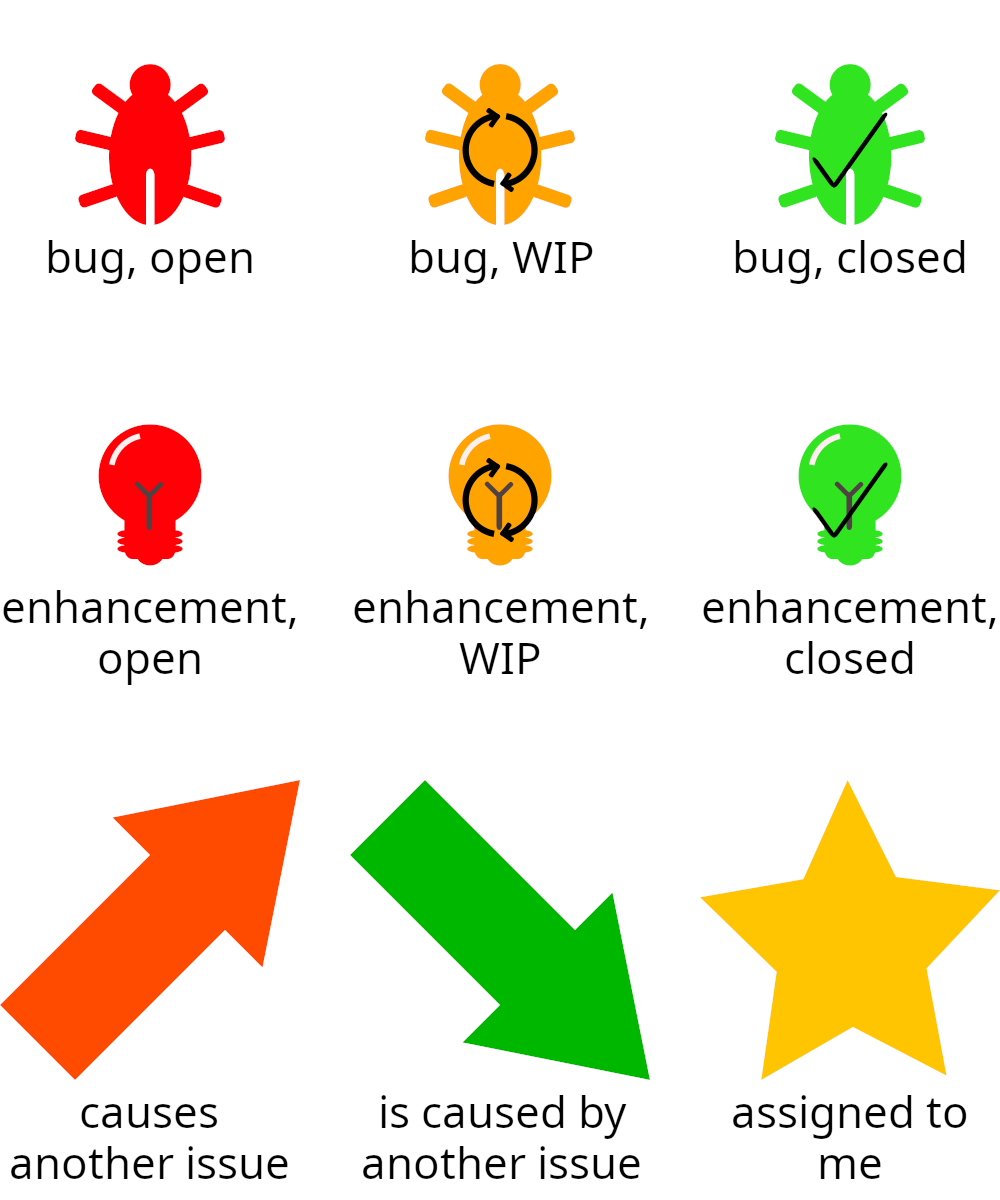 bug, open
bug, WIP
bug, closed
enhancement,
open
enhancement,
WIP
enhancement,
closed
causes
another issue
is caused by
another issue
assigned to
me